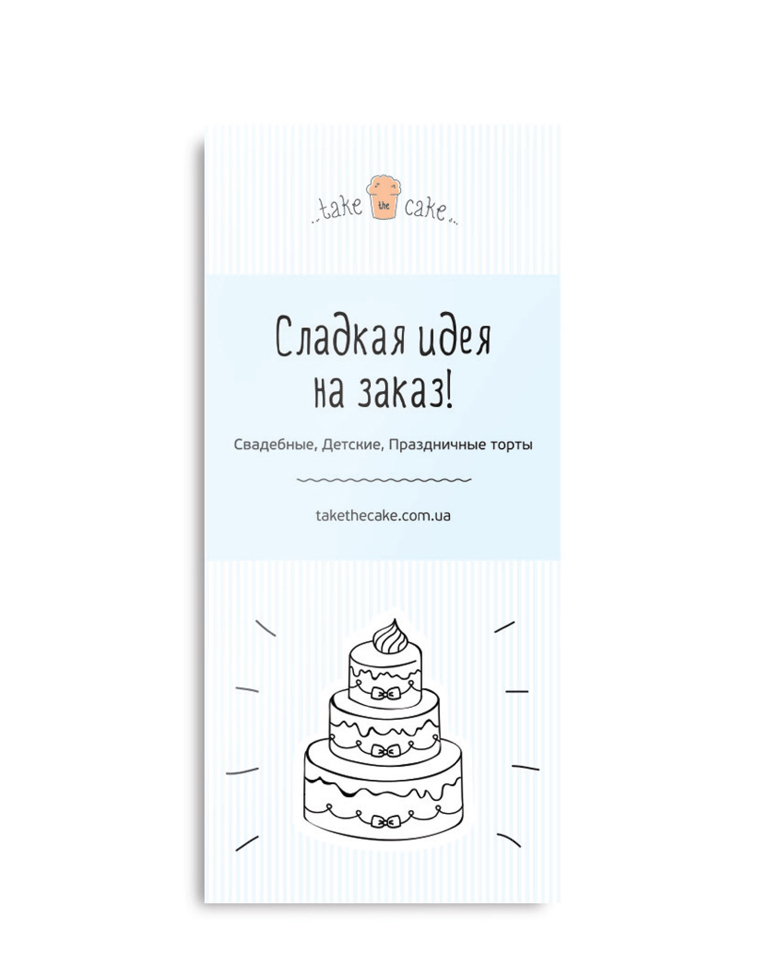 take the cake
Сладкая идея
на заказ!
Свадебные, Детские, Праздничные торты
takethecake.com.ua